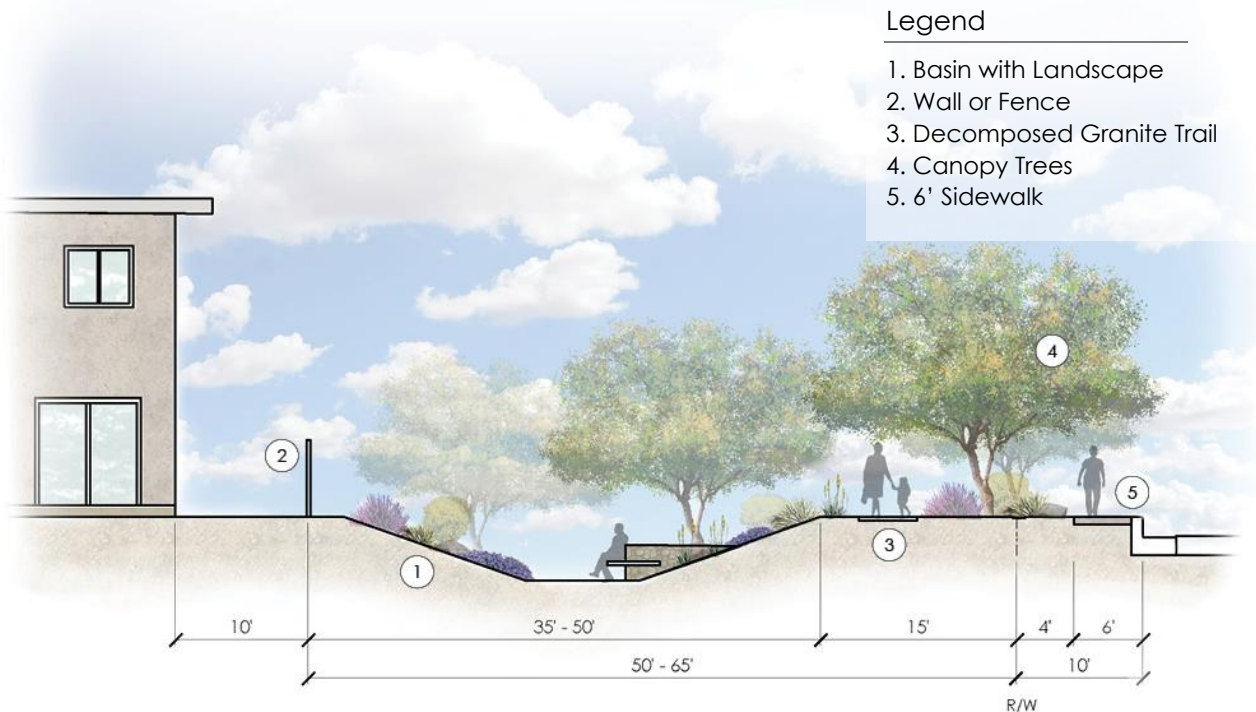 Legend
1. Basin with Landscape
2. Wall or Fence
3. Decomposed Granite Trail
4. Canopy Trees
5. 6’ Sidewalk
4
2
5
3
1
10'
35' - 50'
15'
4'
6'
50' - 65'
10'
R/W